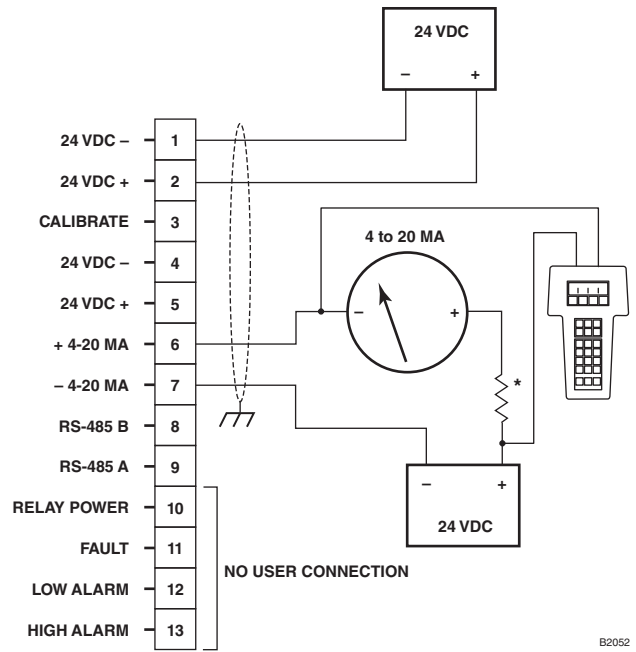 24 VDC
– +
24 VDC – 1
24 VDC + 2
CALIBRATE 3
24 VDC – 4
24 VDC + 5
+ 4-20 MA 6
– 4-20 MA 7
RS-485 B 8
RS-485 A 9
RELAY POWER 10
FAULT 11
LOW ALARM 12
HIGH ALARM 13
4 to 20 MA
– +
*
– +
24 VDC
NO USER CONNECTION
B2052